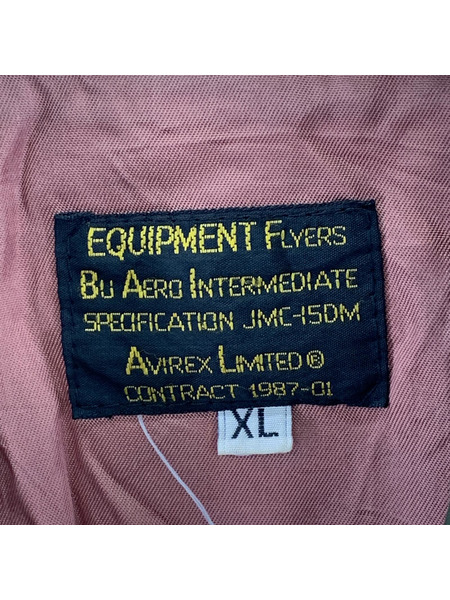 EQUIPMENT FLYERS
BU AERO INTERMEDIATE
SPECIFICATION JMC-15DM
AVIREX LIMITED®
CONTRACT 1987-01
XL